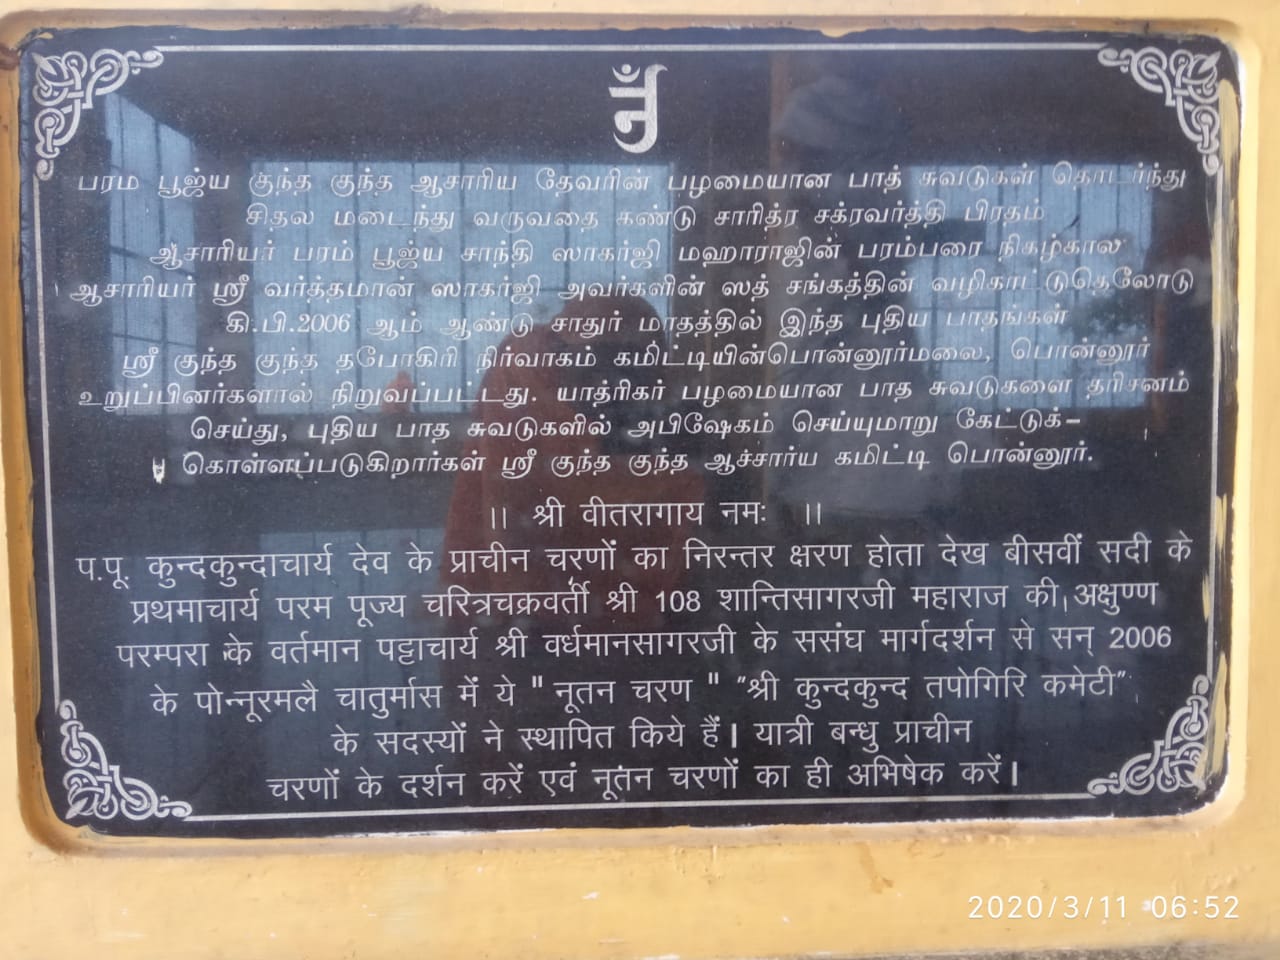 ॐ
பரம பூஜ்ய குந்த குந்த ஆசாரிய தேவரின் பழமையான பாத் சுவடுகள் தொடர்ந்து
சிதல மடைந்து வருவதை கண்டு சாரித்ர சக்ரவர்த்தி பிரதம்
ஆசாரியர் பரம் பூஜ்ய சாந்தி ஸாகர்ஜி மஹாராஜின் பரம்பரை நிகழ்கால
ஆசாரியர் ஸ்ரீ வர்த்தமான ஸாகர்ஜி அவர்களின் ஸத் சங்கத்தின் வழிகாட்டுதெலோடு
கி.பி.2006 ஆம் ஆண்டு சாதுர் மாதத்தில் இந்த புதிய பாதங்கள்
ஸ்ரீ குந்த குந்த தபோகிரி நிர்வாகம் கமிட்டியின்பொன்னூர்மலை, பொன்னூர்
உறுப்பினர்களால் நிறுவப்பட்டது. யாத்ரிகர் பழமையான பாத சுவடுகளை தரிசனம்
செய்து, புதிய பாத சுவடுகளில் அபிஷேகம் செய்யுமாறு கேட்டுக்–
கொள்ளப்படுகிறார்கள் ஸ்ரீ குந்த குந்த ஆச்சார்ய கமிட்டி பொன்னூர்.
।। श्री वीतरागाय नमः ।।
प.पू. कुन्दकुन्दाचार्य देव के प्राचीन चरणों का निरन्तर क्षरण होता देख बीसवीं सदी के
प्रथमाचार्य परम पूज्य चरित्रचक्रवर्ती श्री 108 शान्तिसागरजी महाराज की अक्षुण्ण
परम्परा के वर्तमान पट्टाचार्य श्री वर्धमानसागरजी के ससंघ मार्गदर्शन से सन् 2006
के पोन्नूरमलै चातुर्मास में ये " नूतन चरण " "श्री कुन्दकुन्द तपोगिरि कमेटी"
के सदस्यों ने स्थापित किये हैं। यात्री बन्धु प्राचीन
चरणों के दर्शन करें एवं नूतन चरणों का ही अभिषेक करें।
2020/3/11 06:52